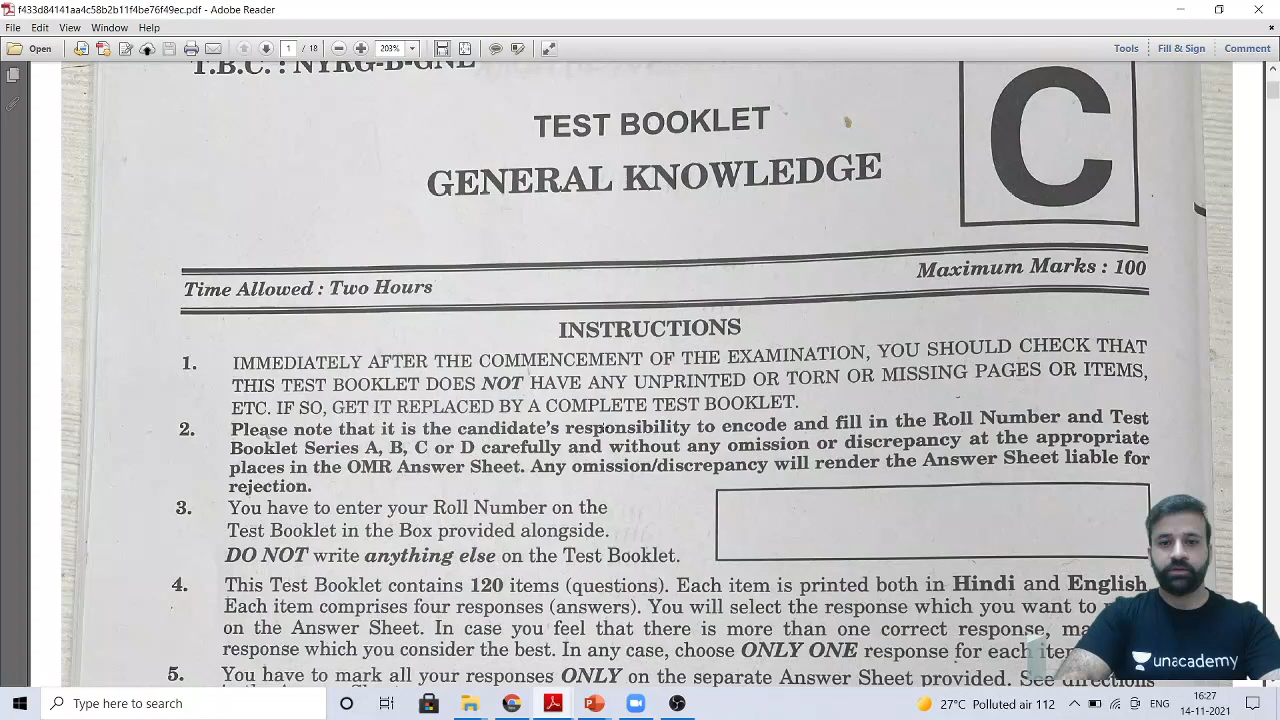 f433d84141aa4c58b2b11f4be76f49ec.pdf - Adobe Reader
File Edit View Window Help
Open 1 / 18 203% Tools Fill & Sign Comment
T.B.C. : NYRG-B-GNE
C
TEST BOOKLET
GENERAL KNOWLEDGE
Time Allowed : Two Hours
Maximum Marks : 100
INSTRUCTIONS
1. IMMEDIATELY AFTER THE COMMENCEMENT OF THE EXAMINATION, YOU SHOULD CHECK THAT
THIS TEST BOOKLET DOES NOT HAVE ANY UNPRINTED OR TORN OR MISSING PAGES OR ITEMS,
ETC. IF SO, GET IT REPLACED BY A COMPLETE TEST BOOKLET.
2. Please note that it is the candidate's responsibility to encode and fill in the Roll Number and Test
Booklet Series A, B, C or D carefully and without any omission or discrepancy at the appropriate
places in the OMR Answer Sheet. Any omission/discrepancy will render the Answer Sheet liable for
rejection.
3. You have to enter your Roll Number on the
Test Booklet in the Box provided alongside.
DO NOT write anything else on the Test Booklet.
4. This Test Booklet contains 120 items (questions). Each item is printed both in Hindi and English
Each item comprises four responses (answers). You will select the response which you want to
on the Answer Sheet. In case you feel that there is more than one correct response,
response which you consider the best. In any case, choose ONLY ONE response for each
5. You have to mark all your responses ONLY on the separate Answer Sheet provided. See directions
unacademy
Type here to search
27°C Polluted air 112
16:27
14-11-2021